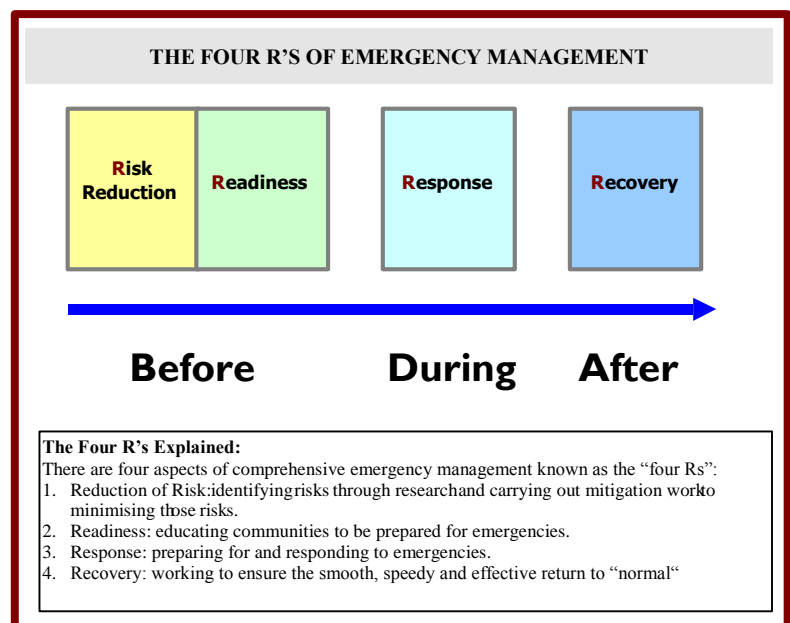 THE FOUR R'S OF EMERGENCY MANAGEMENT
Risk
Reduction
Readiness
Response
Recovery
Before
During
After
The Four R’s Explained:
There are four aspects of comprehensive emergency management known as the “four Rs”:
1. Reduction of Risk:identifyingrisks through researchand carrying out mitigation workto
minimising those risks.
2. Readiness: educating communities to be prepared for emergencies.
3. Response: preparing for and responding to emergencies.
4. Recovery: working to ensure the smooth, speedy and effective return to “normal“